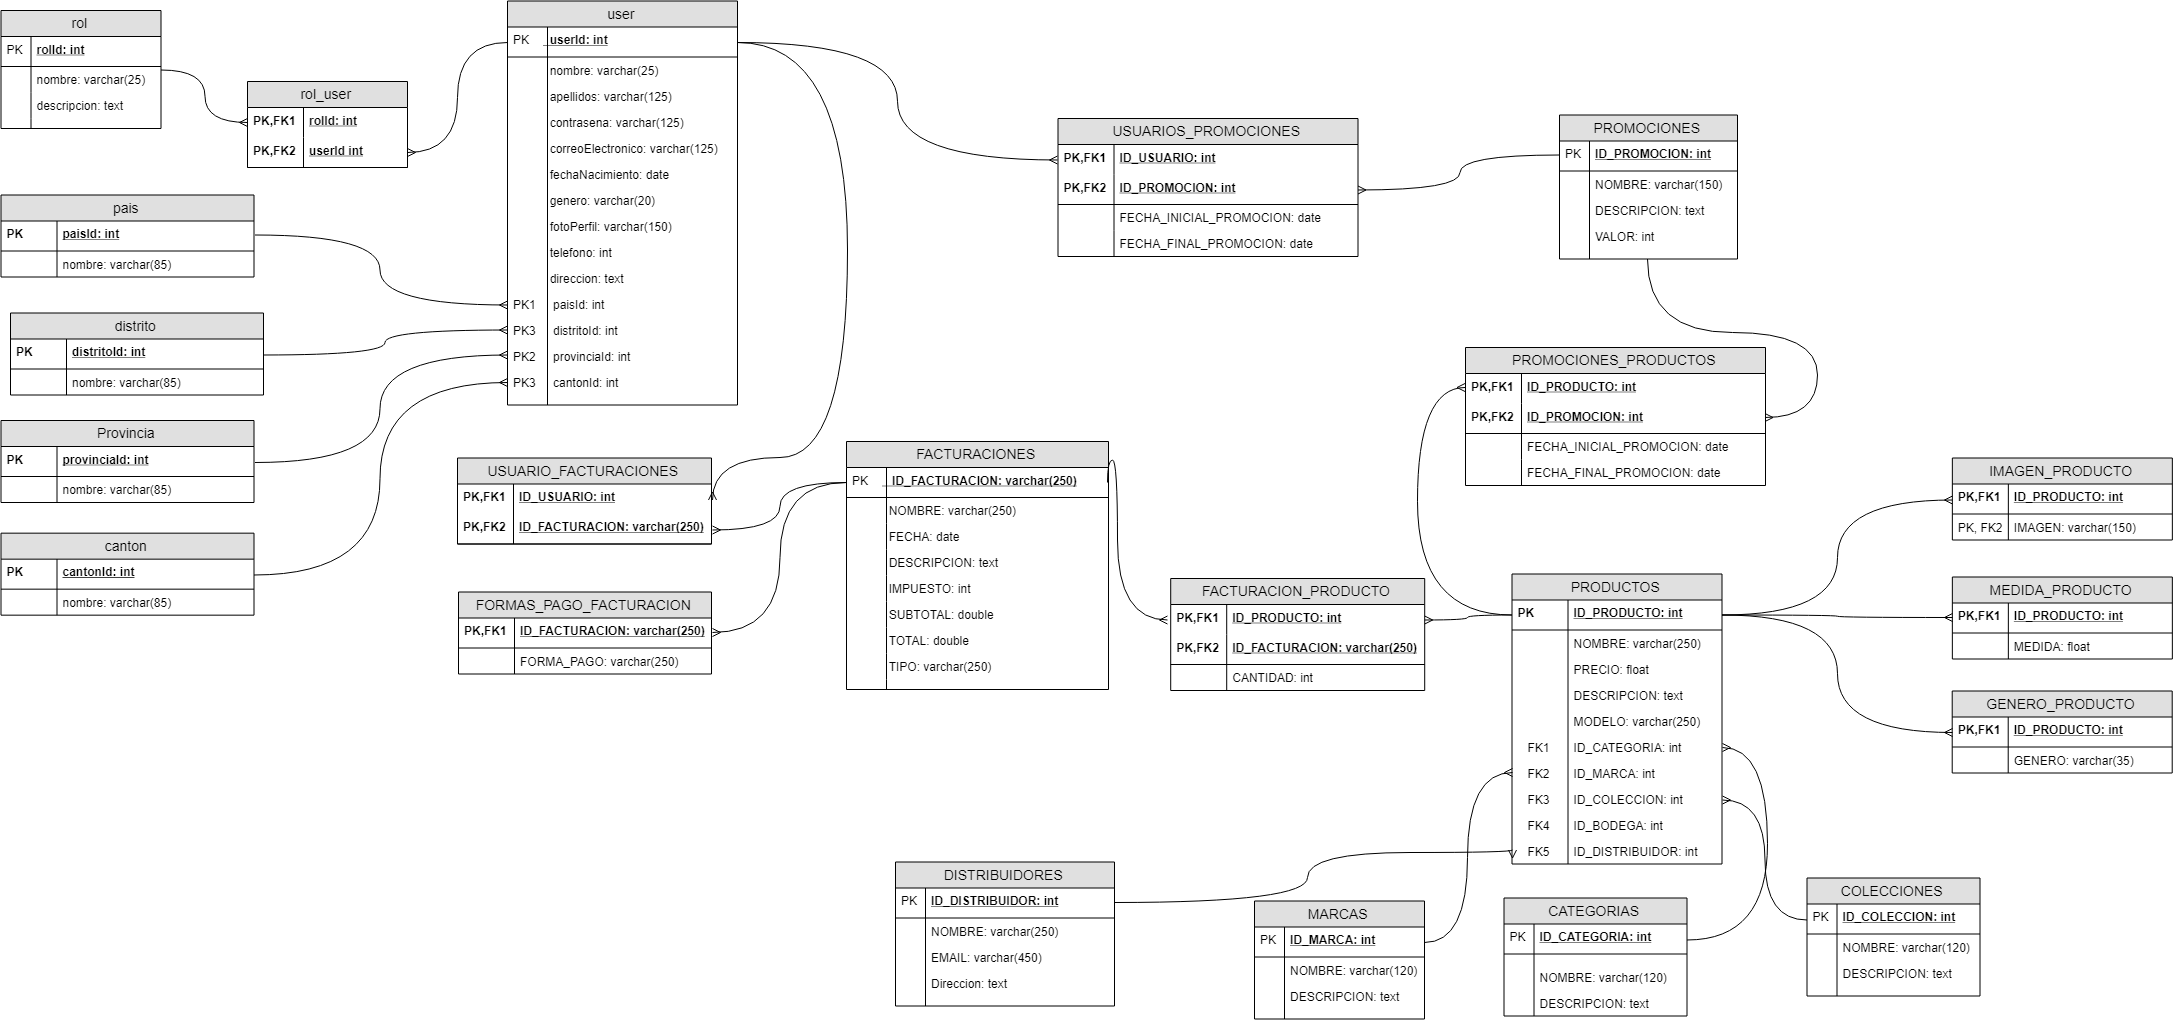 rol
PK rolId: int
nombre: varchar(25)
descripcion: text
rol_user
PK,FK1 rolId: int
PK,FK2 userId int
user
PK userId: int
nombre: varchar(25)
apellidos: varchar(125)
contrasena: varchar(125)
correoElectronico: varchar(125)
fechaNacimiento: date
genero: varchar(20)
fotoPerfil: varchar(150)
telefono: int
direccion: text
PK1 paisId: int
PK3 distritoId: int
PK2 provinciaId: int
PK3 cantonId: int
pais
PK paisId: int
nombre: varchar(85)
distrito
PK distritoId: int
nombre: varchar(85)
Provincia
PK provinciaId: int
nombre: varchar(85)
canton
PK cantonId: int
nombre: varchar(85)
USUARIOS_PROMOCIONES
PK,FK1 ID_USUARIO: int
PK,FK2 ID_PROMOCION: int
FECHA_INICIAL_PROMOCION: date
FECHA_FINAL_PROMOCION: date
PROMOCIONES
PK ID_PROMOCION: int
NOMBRE: varchar(150)
DESCRIPCION: text
VALOR: int
PROMOCIONES_PRODUCTOS
PK,FK1 ID_PRODUCTO: int
PK,FK2 ID_PROMOCION: int
FECHA_INICIAL_PROMOCION: date
FECHA_FINAL_PROMOCION: date
USUARIO_FACTURACIONES
PK,FK1 ID_USUARIO: int
PK,FK2 ID_FACTURACION: varchar(250)
FORMAS_PAGO_FACTURACION
PK,FK1 ID_FACTURACION: varchar(250)
FORMA_PAGO: varchar(250)
FACTURACIONES
PK ID_FACTURACION: varchar(250)
NOMBRE: varchar(250)
FECHA: date
DESCRIPCION: text
IMPUESTO: int
SUBTOTAL: double
TOTAL: double
TIPO: varchar(250)
FACTURACION_PRODUCTO
PK,FK1 ID_PRODUCTO: int
PK,FK2 ID_FACTURACION: varchar(250)
CANTIDAD: int
PRODUCTOS
PK ID_PRODUCTO: int
NOMBRE: varchar(250)
PRECIO: float
DESCRIPCION: text
MODELO: varchar(250)
FK1 ID_CATEGORIA: int
FK2 ID_MARCA: int
FK3 ID_COLECCION: int
FK4 ID_BODEGA: int
FK5 ID_DISTRIBUIDOR: int
IMAGEN_PRODUCTO
PK,FK1 ID_PRODUCTO: int
PK, FK2 IMAGEN: varchar(150)
MEDIDA_PRODUCTO
PK,FK1 ID_PRODUCTO: int
MEDIDA: float
GENERO_PRODUCTO
PK,FK1 ID_PRODUCTO: int
GENERO: varchar(35)
DISTRIBUIDORES
PK ID_DISTRIBUIDOR: int
NOMBRE: varchar(250)
EMAIL: varchar(450)
Direccion: text
MARCAS
PK ID_MARCA: int
NOMBRE: varchar(120)
DESCRIPCION: text
CATEGORIAS
PK ID_CATEGORIA: int
NOMBRE: varchar(120)
DESCRIPCION: text
COLECCIONES
PK ID_COLECCION: int
NOMBRE: varchar(120)
DESCRIPCION: text